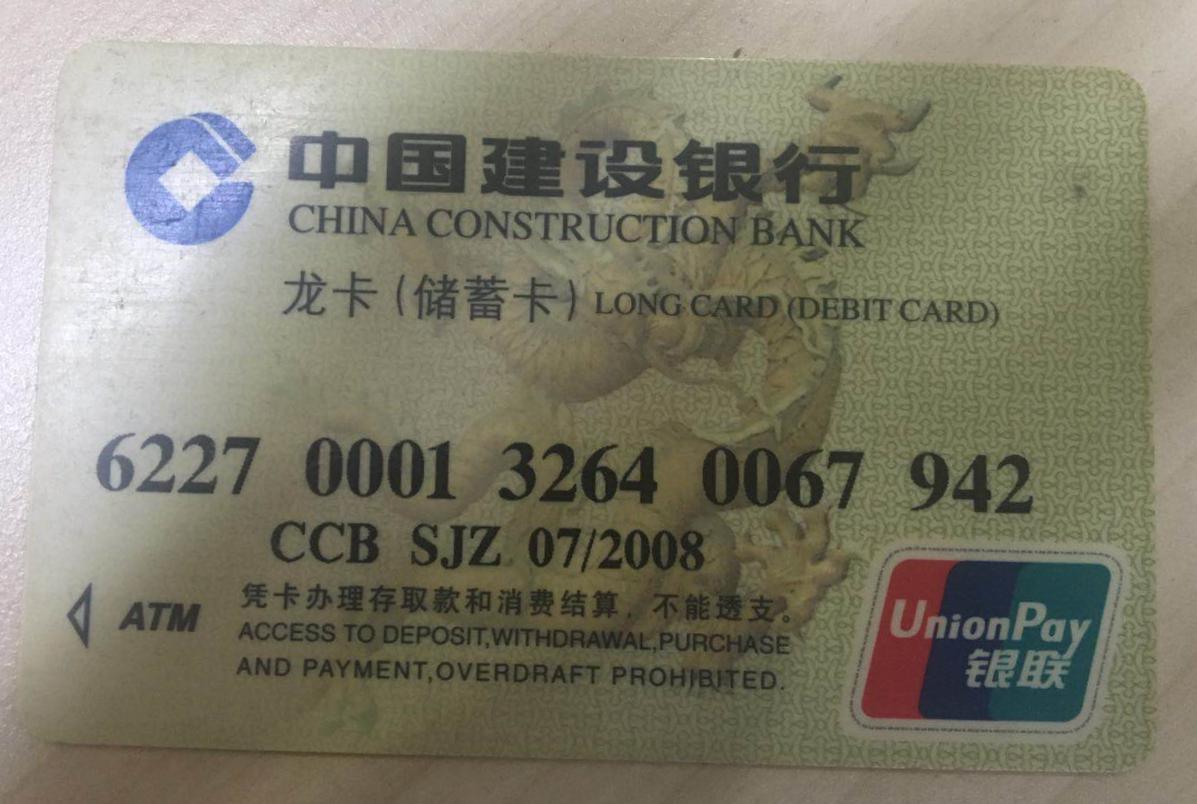 中国建设银行
CHINA CONSTRUCTION BANK
龙卡(储蓄卡) LONG CARD (DEBIT CARD)
6227 0001 3264 0067 942
CCB SJZ 07/2008
ATM
凭卡办理存取款和消费结算，不能透支。
ACCESS TO DEPOSIT,WITHDRAWAL,PURCHASE
AND PAYMENT,OVERDRAFT PROHIBITED.
UnionPay
银联